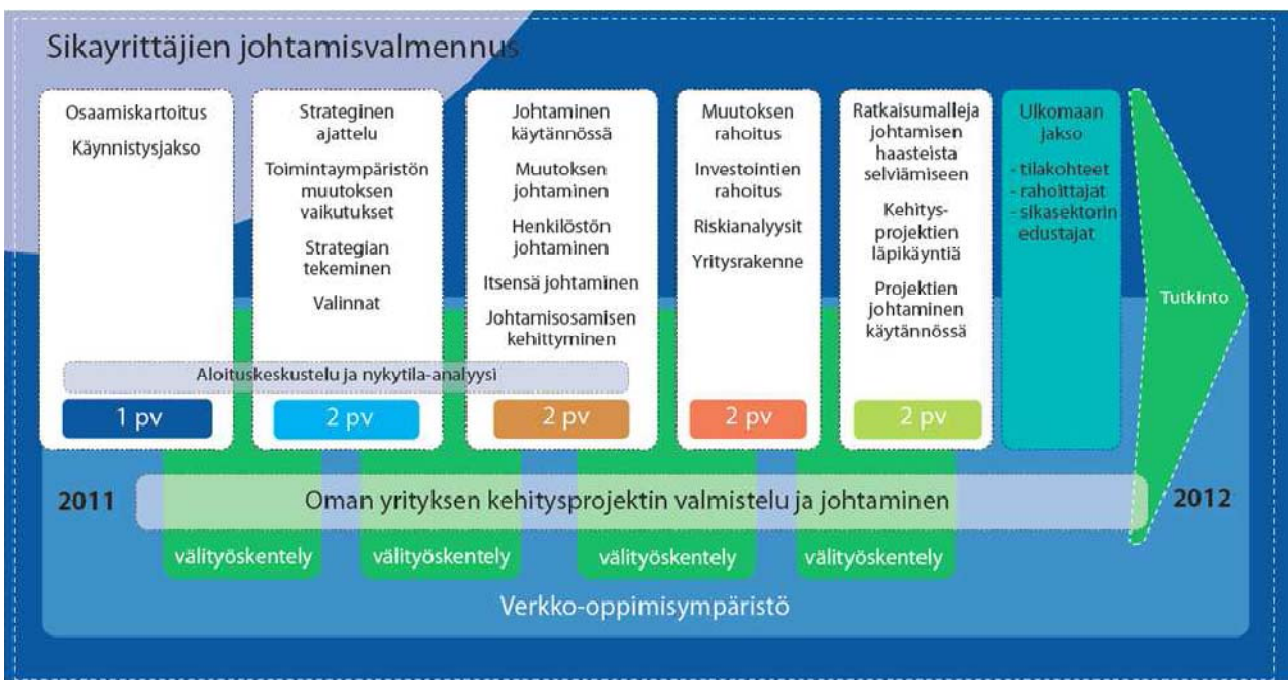 Sikayrittäjien johtamisvalmennus
Osaamiskartoitus
Käynnistysjakso
Strateginen
ajattelu
Toimintaympäristön
muutoksen
vaikutukset
Strategian
tekeminen
Valinnat
Johtaminen
käytännössä
Muutoksen
johtaminen
Henkilöstön
johtaminen
Itsensä johtaminen
Johtamisosamisen
kehittyminen
Muutoksen
rahoitus
Investointien
rahoitus
Riskianalyysit
Yritysrakenne
Ratkaisumalleja
johtamisen
haasteista
selviämiseen
Kehitys-
projektien
läpikäyntiä
Projektien
johtaminen
käytännössä
Ulkomaan
jakso
- tilakohteet
- rahoittajat
- sikasektorin
edustajat
Tutkinto
Aloituskeskustelu ja nykytila-analyysi
1 pv
2 pv
2 pv
2 pv
2 pv
2011
Oman yrityksen kehitysprojektin valmistelu ja johtaminen
2012
välityöskentely
välityöskentely
välityöskentely
välityöskentely
Verkko-oppimisympäristö